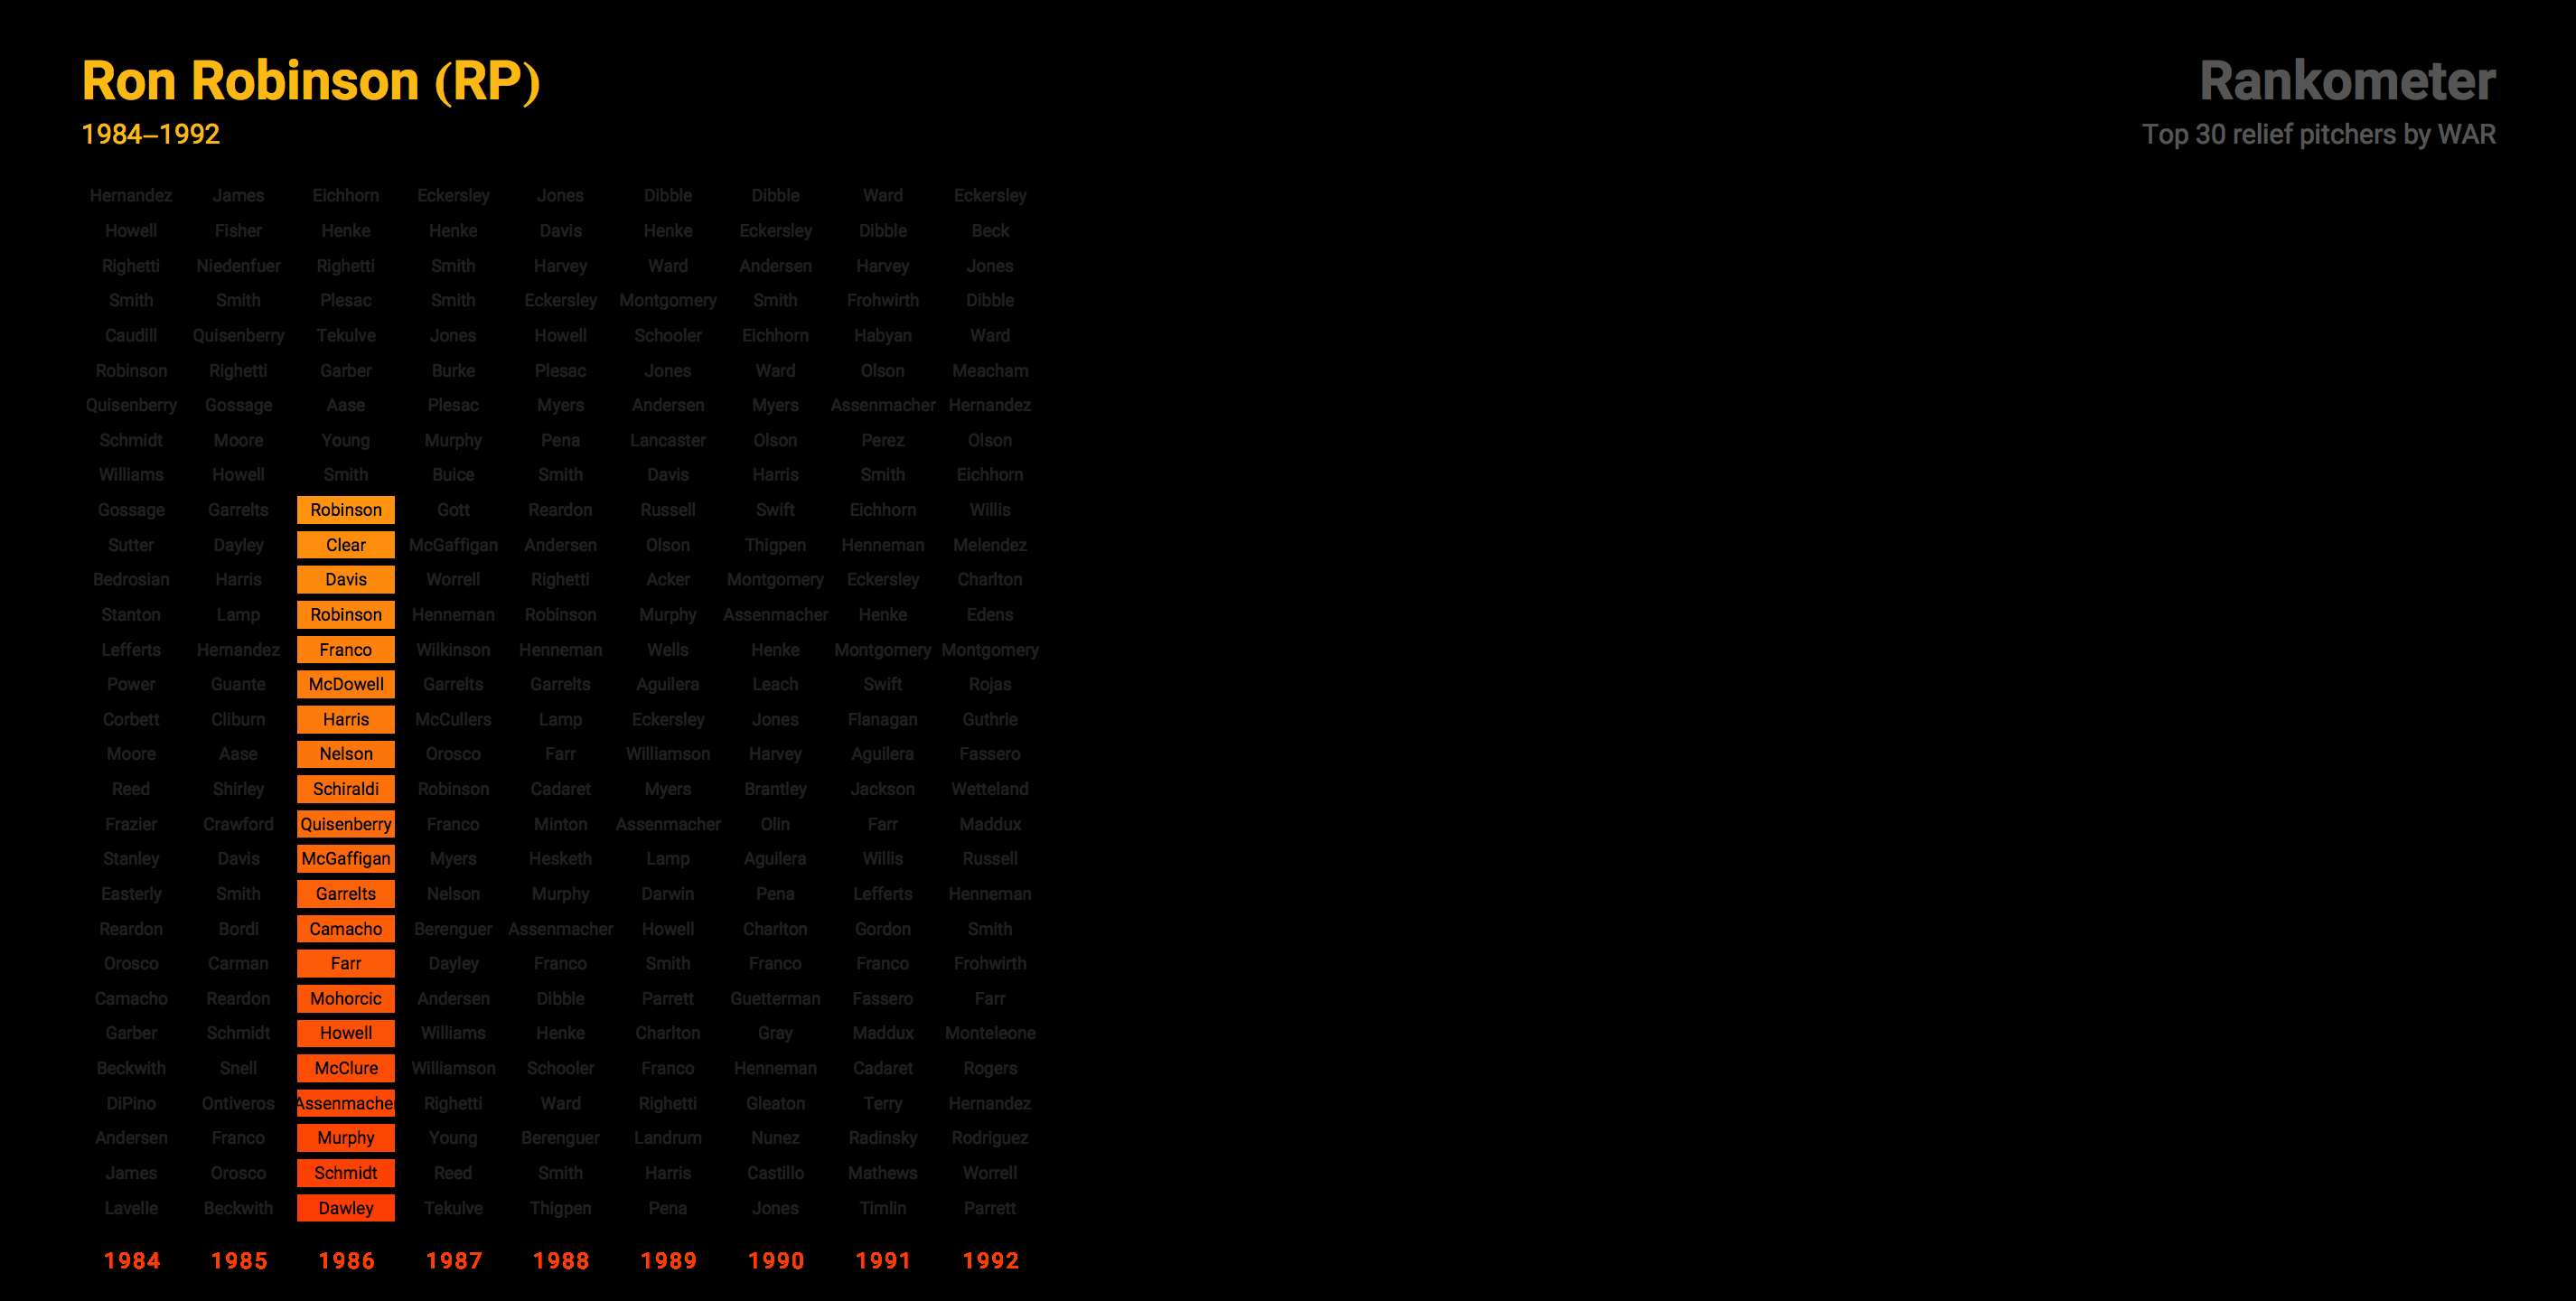 Ron Robinson (RP)
1984–1992
Rankometer
Top 30 relief pitchers by WAR
Hernandez James Eichhorn Eckersley Jones Dibble Dibble Ward Eckersley
Howell Fisher Henke Henke Davis Henke Eckersley Dibble Beck
Righetti Niedenfuer Righetti Smith Harvey Ward Andersen Harvey Jones
Smith Smith Plesac Smith Eckersley Montgomery Smith Frohwirth Dibble
Caudill Quisenberry Tekulve Jones Howell Schooler Eichhorn Habyan Ward
Robinson Righetti Garber Burke Plesac Jones Ward Olson Meacham
Quisenberry Gossage Aase Plesac Myers Andersen Myers Assenmacher Hernandez
Schmidt Moore Young Murphy Pena Lancaster Olson Perez Olson
Williams Howell Smith Buice Smith Davis Harris Smith Eichhorn
Gossage Garrelts Robinson Gott Reardon Russell Swift Eichhorn Willis
Sutter Dayley Clear McGaffigan Andersen Olson Thigpen Henneman Melendez
Bedrosian Harris Davis Worrell Righetti Acker Montgomery Eckersley Charlton
Stanton Lamp Robinson Henneman Robinson Murphy Assenmacher Henke Edens
Lefferts Hernandez Franco Wilkinson Henneman Wells Henke Montgomery Montgomery
Power Guante McDowell Garrelts Garrelts Aguilera Leach Swift Rojas
Corbett Cliburn Harris McCullers Lamp Eckersley Jones Flanagan Guthrie
Moore Aase Nelson Orosco Farr Williamson Harvey Aguilera Fassero
Reed Shirley Schiraldi Robinson Cadaret Myers Brantley Jackson Wetteland
Frazier Crawford Quisenberry Franco Minton Assenmacher Olin Farr Maddux
Stanley Davis McGaffigan Myers Hesketh Lamp Aguilera Willis Russell
Easterly Smith Garrelts Nelson Murphy Darwin Pena Lefferts Henneman
Reardon Bordi Camacho Berenguer Assenmacher Howell Charlton Gordon Smith
Orosco Carman Farr Dayley Franco Smith Franco Franco Frohwirth
Camacho Reardon Mohorcic Andersen Dibble Parrett Guetterman Fassero Farr
Garber Schmidt Howell Williams Henke Charlton Gray Maddux Monteleone
Beckwith Snell McClure Williamson Schooler Franco Henneman Cadaret Rogers
DiPino Ontiveros Assenmacher Righetti Ward Righetti Gleaton Terry Hernandez
Andersen Franco Murphy Young Berenguer Landrum Nunez Radinsky Rodriguez
James Orosco Schmidt Reed Smith Harris Castillo Mathews Worrell
Lavelle Beckwith Dawley Tekulve Thigpen Pena Jones Timlin Parrett
1984 1985 1986 1987 1988 1989 1990 1991 1992